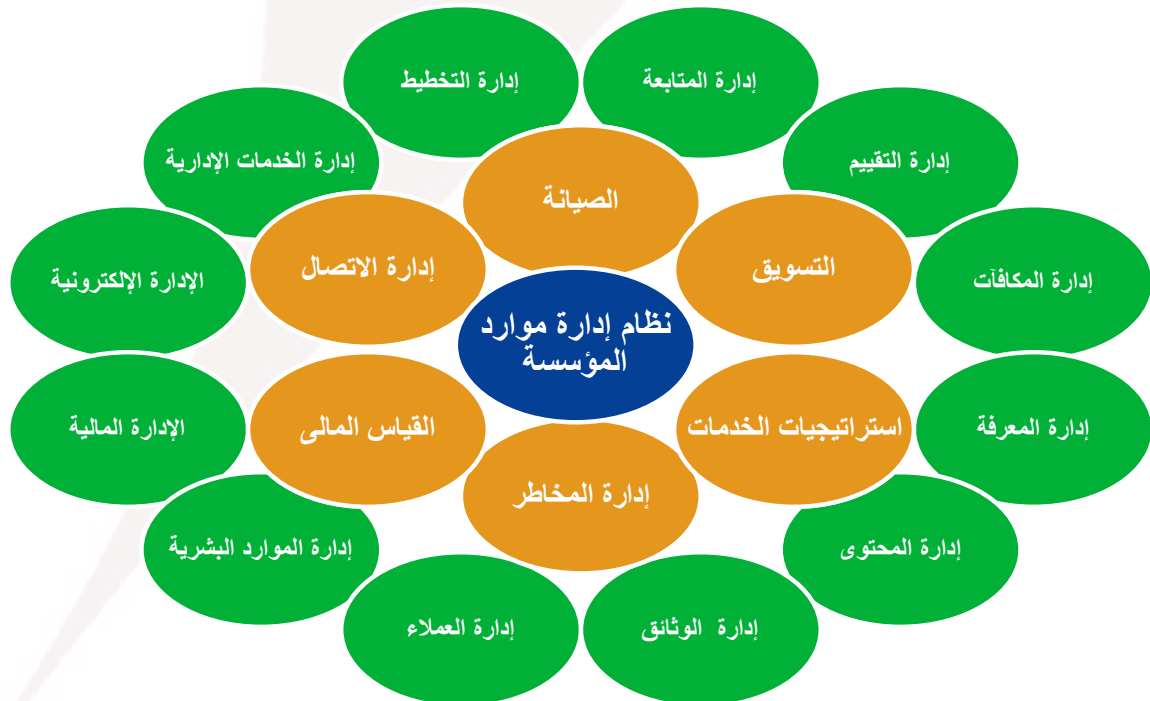 إدارة المتابعة
إدارة التخطيط
إدارة التقييم
إدارة الخدمات الإدارية
الصيانة
التسويق
إدارة الاتصال
إدارة المكافآت
الإدارة الإلكترونية
نظام إدارة موارد
المؤسسة
إدارة المعرفة
استراتيجيات الخدمات
القياس المالى
الإدارة المالية
إدارة المخاطر
إدارة المحتوى
إدارة الموارد البشرية
إدارة الوثائق
إدارة العملاء